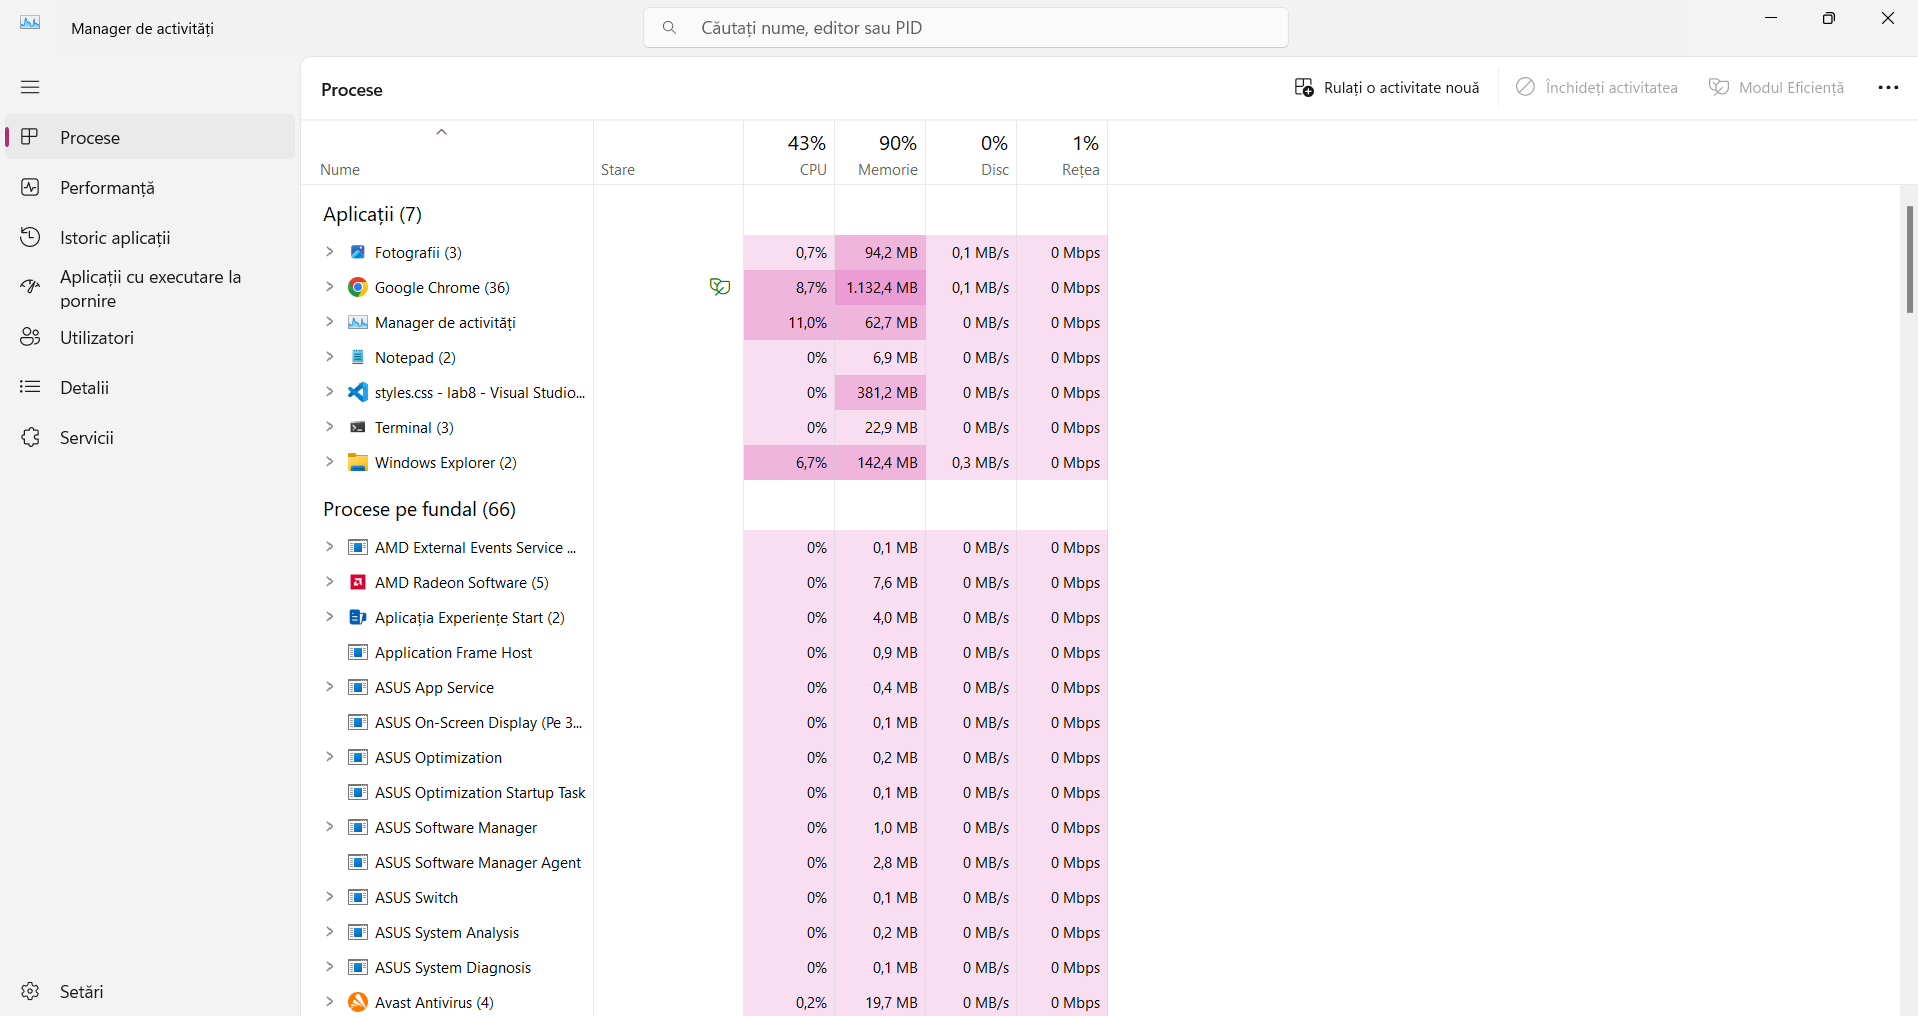 Manager de activități
Căutați nume, editor sau PID
Procese
Performanță
Istoric aplicații
Aplicații cu executare la
pornire
Utilizatori
Detalii
Servicii
Setări
Procese
Rulați o activitate nouă
Închideți activitatea
Modul Eficiență
43% 90% 0% 1%
Nume Stare CPU Memorie Disc Rețea
Aplicații (7)
Fotografii (3) 0,7% 94,2 MB 0,1 MB/s 0 Mbps
Google Chrome (36) 8,7% 1.132,4 MB 0,1 MB/s 0 Mbps
Manager de activități 11,0% 62,7 MB 0 MB/s 0 Mbps
Notepad (2) 0% 6,9 MB 0 MB/s 0 Mbps
styles.css - lab8 - Visual Studio... 0% 381,2 MB 0 MB/s 0 Mbps
Terminal (3) 0% 22,9 MB 0 MB/s 0 Mbps
Windows Explorer (2) 6,7% 142,4 MB 0,3 MB/s 0 Mbps
Procese pe fundal (66)
AMD External Events Service ... 0% 0,1 MB 0 MB/s 0 Mbps
AMD Radeon Software (5) 0% 7,6 MB 0 MB/s 0 Mbps
Aplicația Experiențe Start (2) 0% 4,0 MB 0 MB/s 0 Mbps
Application Frame Host 0% 0,9 MB 0 MB/s 0 Mbps
ASUS App Service 0% 0,4 MB 0 MB/s 0 Mbps
ASUS On-Screen Display (Pe 3... 0% 0,1 MB 0 MB/s 0 Mbps
ASUS Optimization 0% 0,2 MB 0 MB/s 0 Mbps
ASUS Optimization Startup Task 0% 0,1 MB 0 MB/s 0 Mbps
ASUS Software Manager 0% 1,0 MB 0 MB/s 0 Mbps
ASUS Software Manager Agent 0% 2,8 MB 0 MB/s 0 Mbps
ASUS Switch 0% 0,1 MB 0 MB/s 0 Mbps
ASUS System Analysis 0% 0,2 MB 0 MB/s 0 Mbps
ASUS System Diagnosis 0% 0,1 MB 0 MB/s 0 Mbps
Avast Antivirus (4) 0,2% 19,7 MB 0 MB/s 0 Mbps